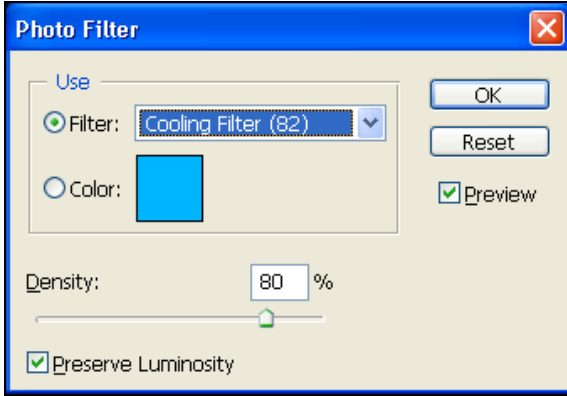 Photo Filter
Use
Filter: Cooling Filter (82)
Color:
OK
Reset
Preview
Density: 80 %
Preserve Luminosity